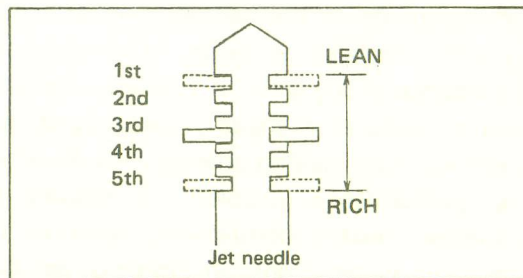 LEAN
1st
2nd
3rd
4th
5th
RICH
Jet needle